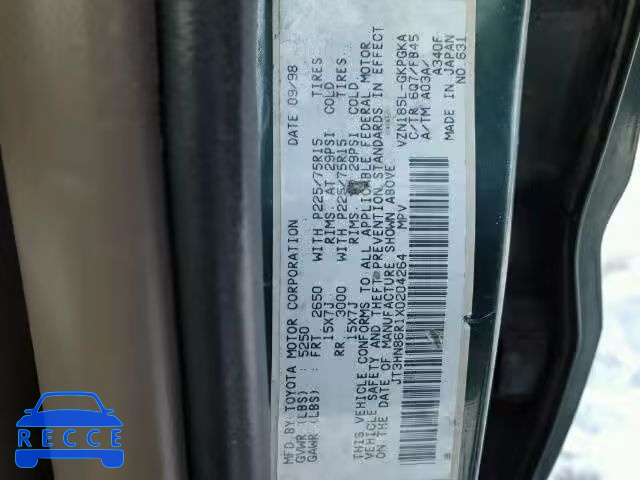 MFD BY TOYOTA MOTOR CORPORATION DATE 09/98
GVWR (LBS) 5250
GAWR (LBS): FRT 2650 WITH P225/75R15 TIRES
15X7J RIMS: AT 29PSI COLD
RR 3000 WITH P225/75R15 TIRES
15X7J RIMS: 29PSI COLD.
THIS VEHICLE CONFORMS TO ALL APPLICABLE FEDERAL MOTOR
VEHICLE SAFETY AND THEFT PREVENTION STANDARDS IN EFFECT
ON THE DATE OF MANUFACTURE SHOWN ABOVE.
JT3HN86R1X0204264 MPV
VZN185L-GKPGKA
C/TR 6Q7/FB45
A/TM A03A/ A340F
MADE IN JAPAN
NO.631
RECCE